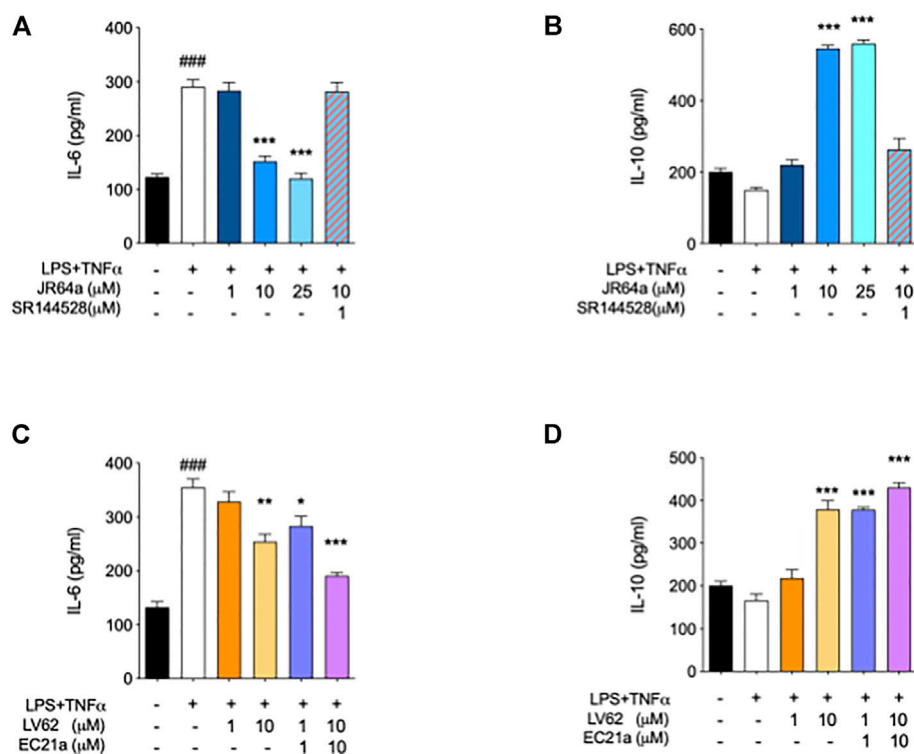 A
400
300
200
100
0
IL-6 (pg/ml)
###
***
***
LPS+TNFα - + + + + +
JR64a (μM) - - 1 10 25 10
SR144528(μM) - - - - - 1
B
600
400
200
0
IL-10 (pg/ml)
***
***
LPS+TNFα - + + + + +
JR64a (μM) - - 1 10 25 10
SR144528(μM) - - - - - 1
C
400
300
200
100
0
IL-6 (pg/ml)
###
**
*
***
LPS+TNFα - + + + + +
LV62 (μM) - - 1 10 1 10
EC21a (μM) - - - - 1 10
D
500
400
300
200
100
0
IL-10 (pg/ml)
***
***
***
LPS+TNFα - + + + + +
LV62 (μM) - - 1 10 1 10
EC21a (μM) - - - - 1 10